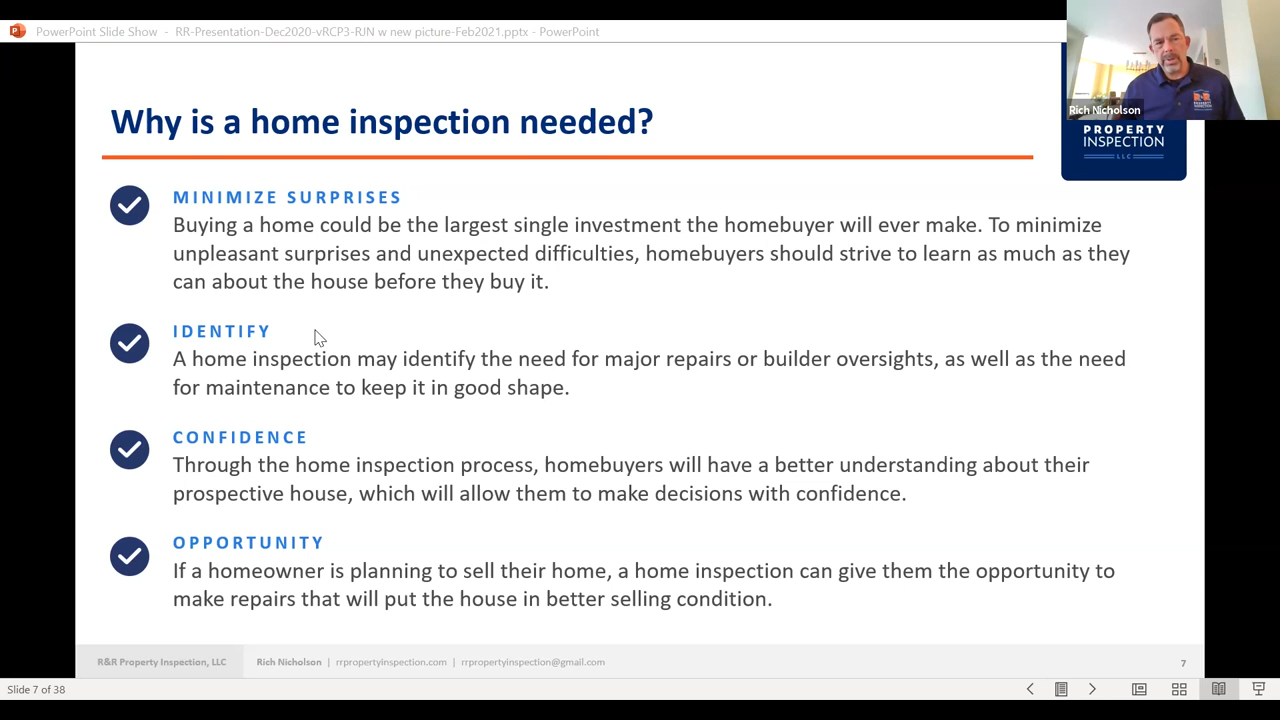 PowerPoint Slide Show - RR-Presentation-Dec2020-vRCP3-RJN w new picture-Feb2021.pptx - PowerPoint
Rich Nicholson
Why is a home inspection needed?
PROPERTY
INSPECTION
LLC
MINIMIZE SURPRISES
Buying a home could be the largest single investment the homebuyer will ever make. To minimize
unpleasant surprises and unexpected difficulties, homebuyers should strive to learn as much as they
can about the house before they buy it.
IDENTIFY
A home inspection may identify the need for major repairs or builder oversights, as well as the need
for maintenance to keep it in good shape.
CONFIDENCE
Through the home inspection process, homebuyers will have a better understanding about their
prospective house, which will allow them to make decisions with confidence.
OPPORTUNITY
If a homeowner is planning to sell their home, a home inspection can give them the opportunity to
make repairs that will put the house in better selling condition.
R&R Property Inspection, LLC Rich Nicholson | rrpropertyinspection.com | rrpropertyinspection@gmail.com 7
Slide 7 of 38